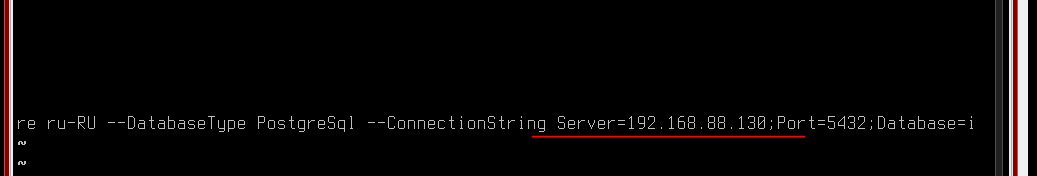 re ru-RU --DatabaseType PostgreSql --ConnectionString Server=192.168.88.130;Port=5432;Database=i
~
~